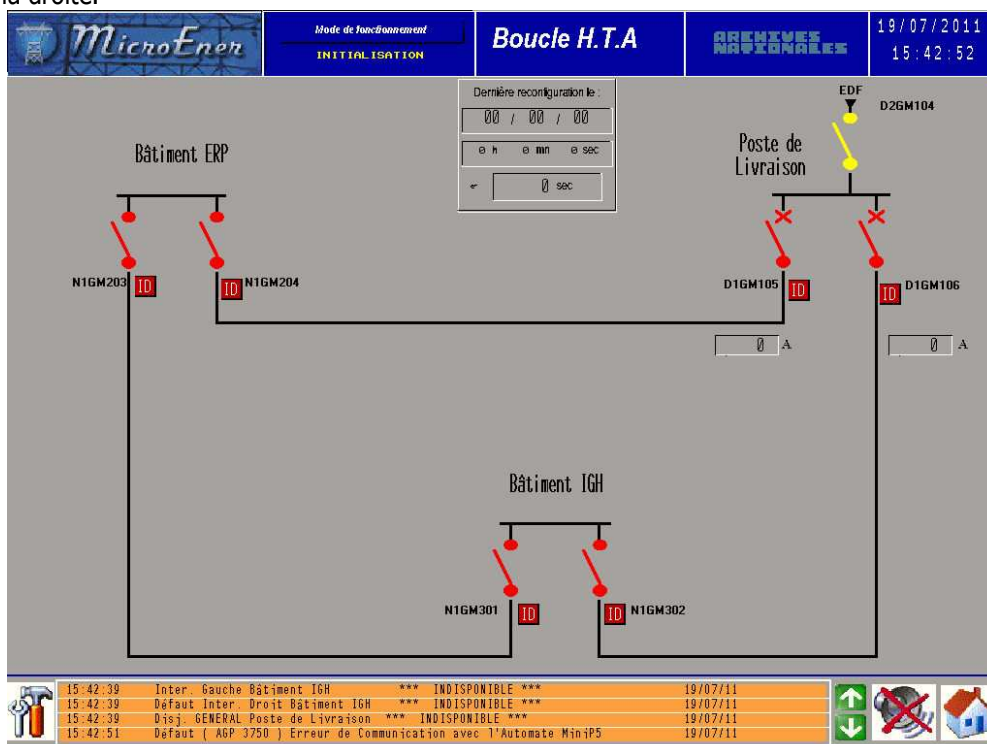 la droite.
MicroEner
Mode de fonctionnement
INITIALISATION
Boucle H.T.A
ARCHIVES
NATIONALES
19/07/2011
15:42:52
Dernière reconfiguration le :
00 / 00 / 00
0 h 0 mn 0 sec
0 sec
EDF
D2GM104
Poste de
Livraison
Bâtiment ERP
N1GM203 ID
ID N1GM204
D1GM105 ID
ID D1GM106
0 A
0 A
Bâtiment IGH
N1GM301 ID
ID N1GM302
15:42:39 Inter. Gauche Bâtiment IGH *** INDISPONIBLE *** 19/07/11
15:42:39 Défaut Inter. Droit Bâtiment IGH *** INDISPONIBLE *** 19/07/11
15:42:39 Disj. GENERAL Poste de Livraison *** INDISPONIBLE *** 19/07/11
15:42:51 Défaut ( AGP 3750 ) Erreur de Communication avec l'Automate MiniP5 19/07/11